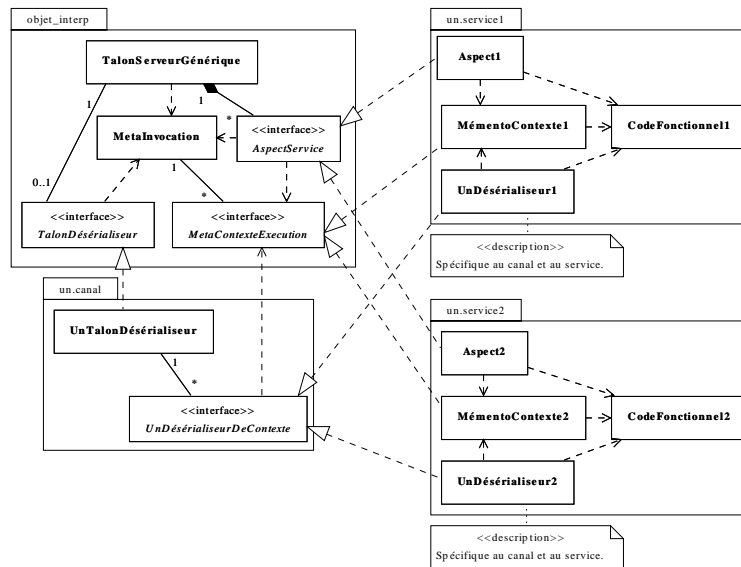 objet_interp
TalonServeurGénérique
1
1
*
MetaInvocation
<<interface>>
AspectService
1
0..1
*
<<interface>>
TalonDésérialiseur
<<interface>>
MetaContexteExecution
un.canal
UnTalonDésérialiseur
1
*
<<interface>>
UnDésérialiseurDeContexte
un.service1
Aspect1
MémentoContexte1
CodeFonctionnel1
UnDésérialiseur1
<<description>>
Spécifique au canal et au service.
un.service2
Aspect2
MémentoContexte2
CodeFonctionnel2
UnDésérialiseur2
<<description>>
Spécifique au canal et au service.